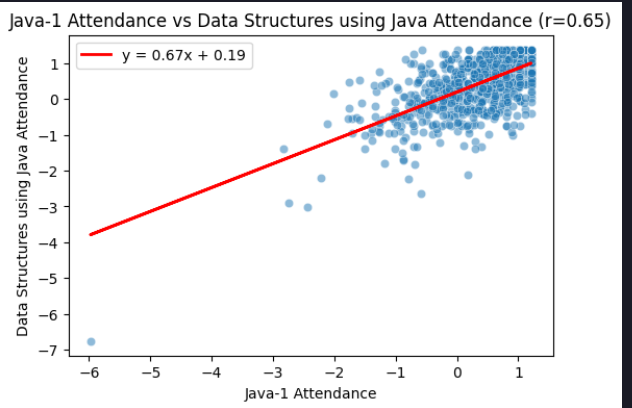 Java-1 Attendance vs Data Structures using Java Attendance (r=0.65)
y = 0.67x + 0.19
Data Structures using Java Attendance
1
0
−1
−2
−3
−4
−5
−6
−7
−6 −5 −4 −3 −2 −1 0 1
Java-1 Attendance